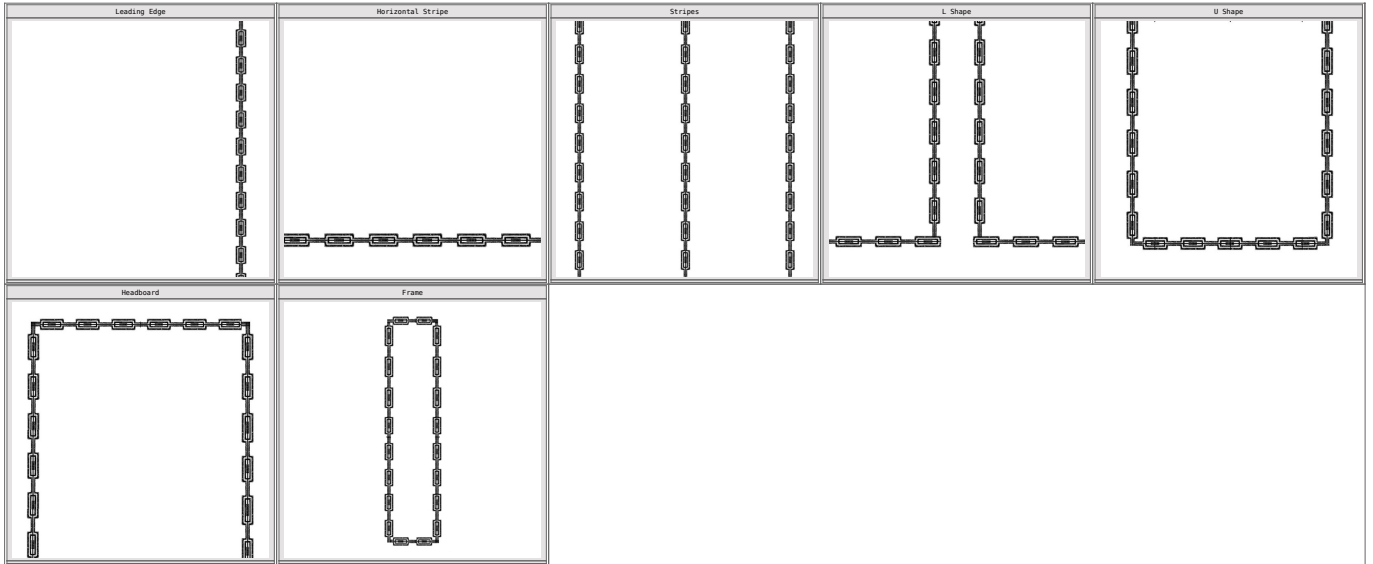 Leading Edge
Horizontal Stripe
Stripes
L Shape
U Shape
Headboard
Frame